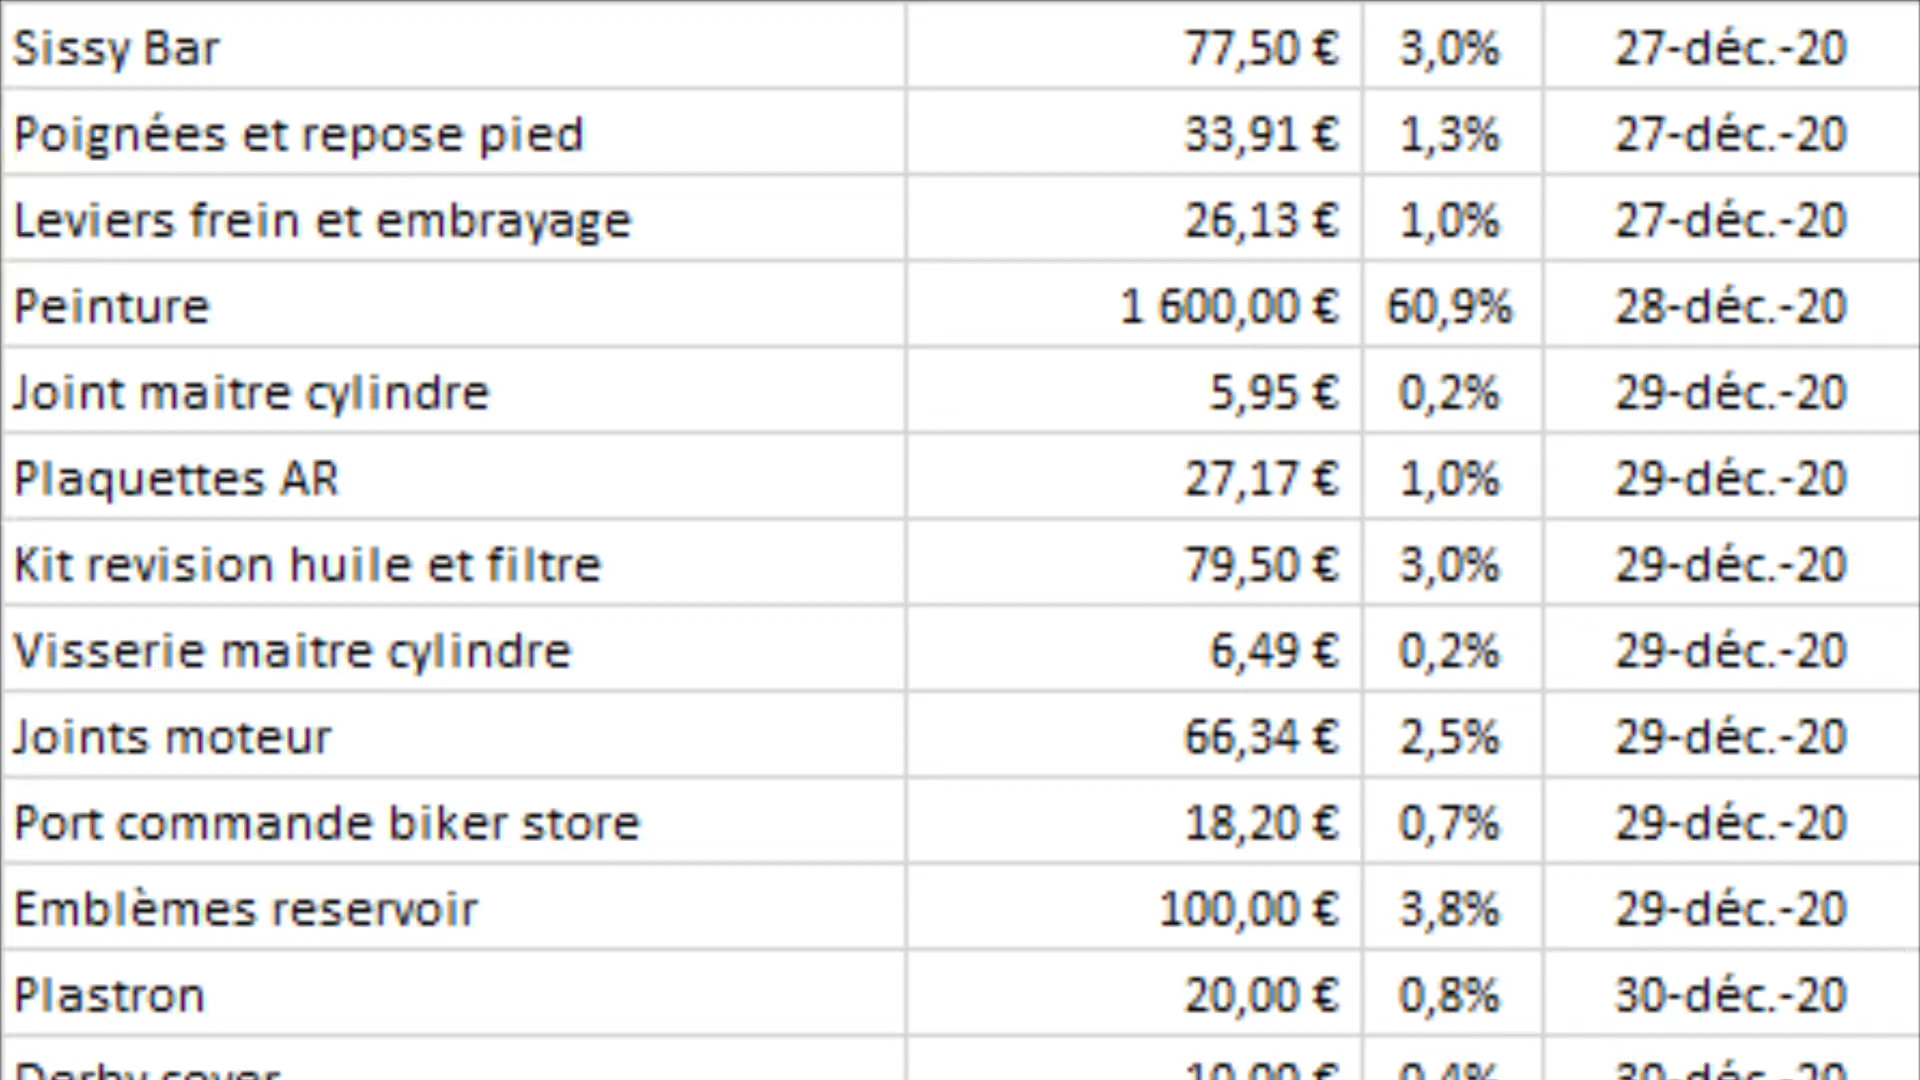 Sissy Bar 77,50 € 3,0% 27-déc.-20
Poignées et repose pied 33,91 € 1,3% 27-déc.-20
Leviers frein et embrayage 26,13 € 1,0% 27-déc.-20
Peinture 1 600,00 € 60,9% 28-déc.-20
Joint maitre cylindre 5,95 € 0,2% 29-déc.-20
Plaquettes AR 27,17 € 1,0% 29-déc.-20
Kit revision huile et filtre 79,50 € 3,0% 29-déc.-20
Visserie maitre cylindre 6,49 € 0,2% 29-déc.-20
Joints moteur 66,34 € 2,5% 29-déc.-20
Port commande biker store 18,20 € 0,7% 29-déc.-20
Emblèmes reservoir 100,00 € 3,8% 29-déc.-20
Plastron 20,00 € 0,8% 30-déc.-20
Derby cover 10,00 € 0,4% 30-déc.-20